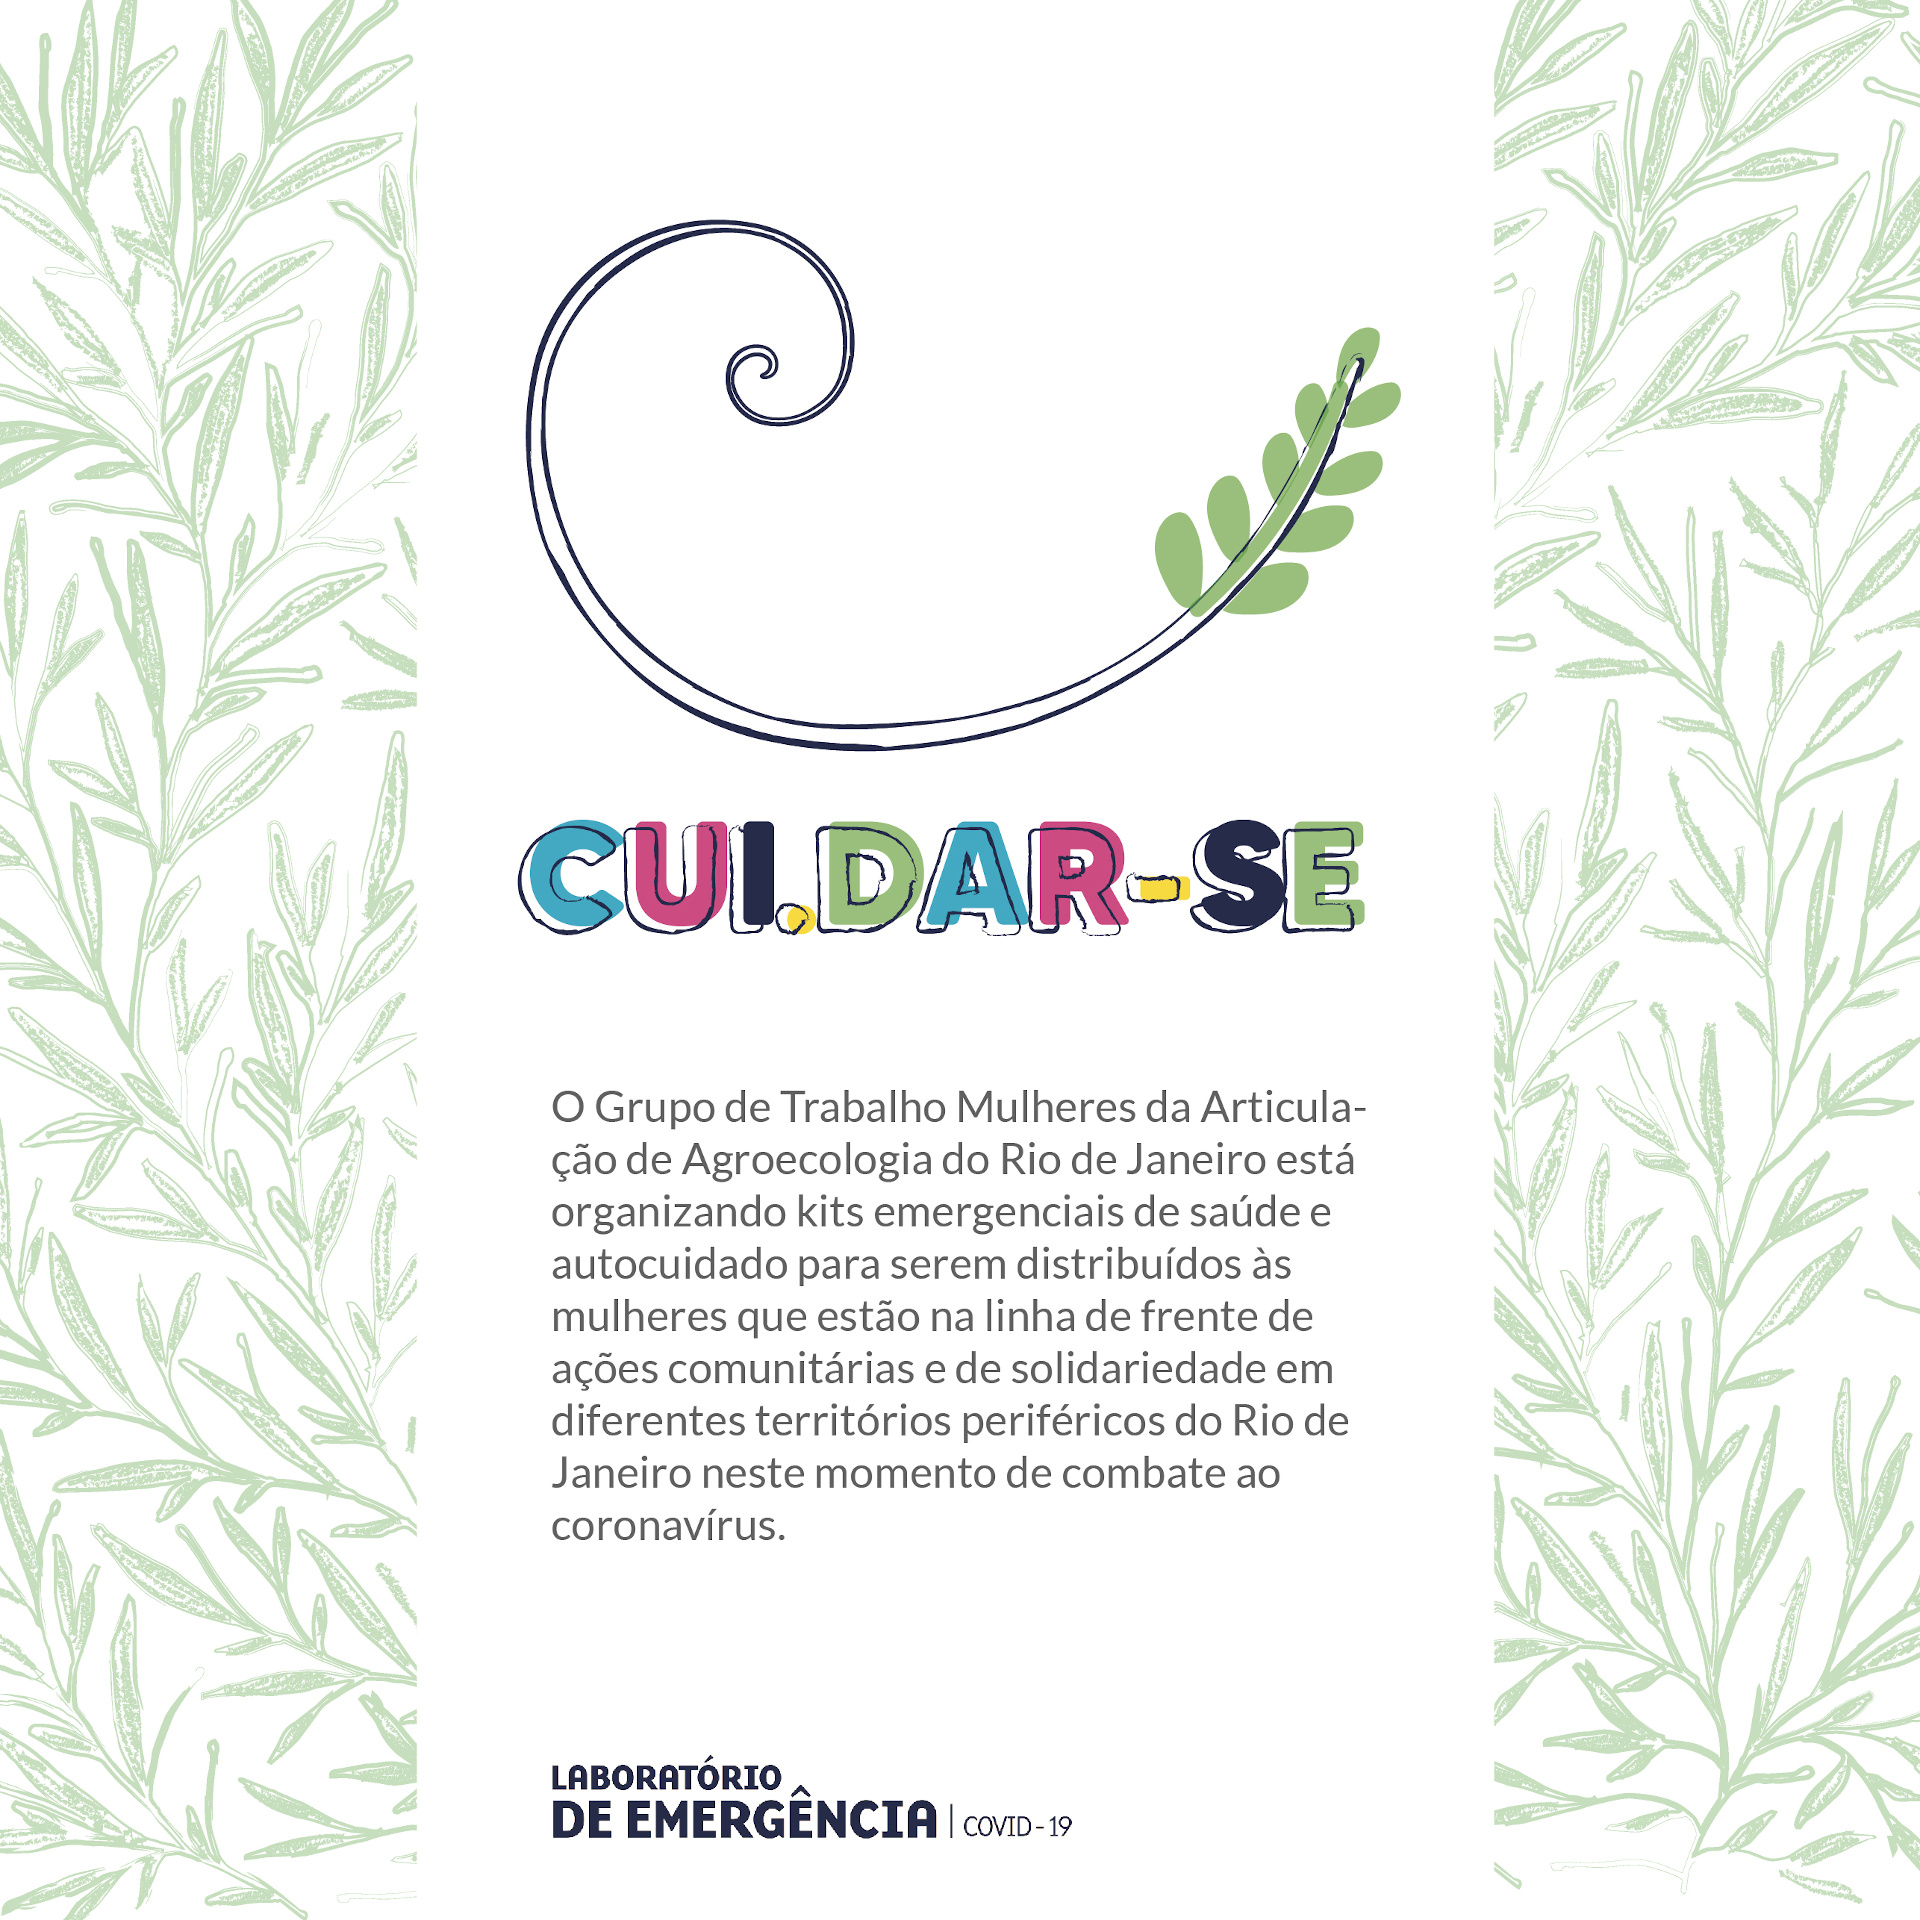 CUI.DAR-SE
O Grupo de Trabalho Mulheres da Articula-
ção de Agroecologia do Rio de Janeiro está
organizando kits emergenciais de saúde e
autocuidado para serem distribuídos às
mulheres que estão na linha de frente de
ações comunitárias e de solidariedade em
diferentes territórios periféricos do Rio de
Janeiro neste momento de combate ao
coronavírus.
LABORATÓRIO
DE EMERGÊNCIA | COVID-19